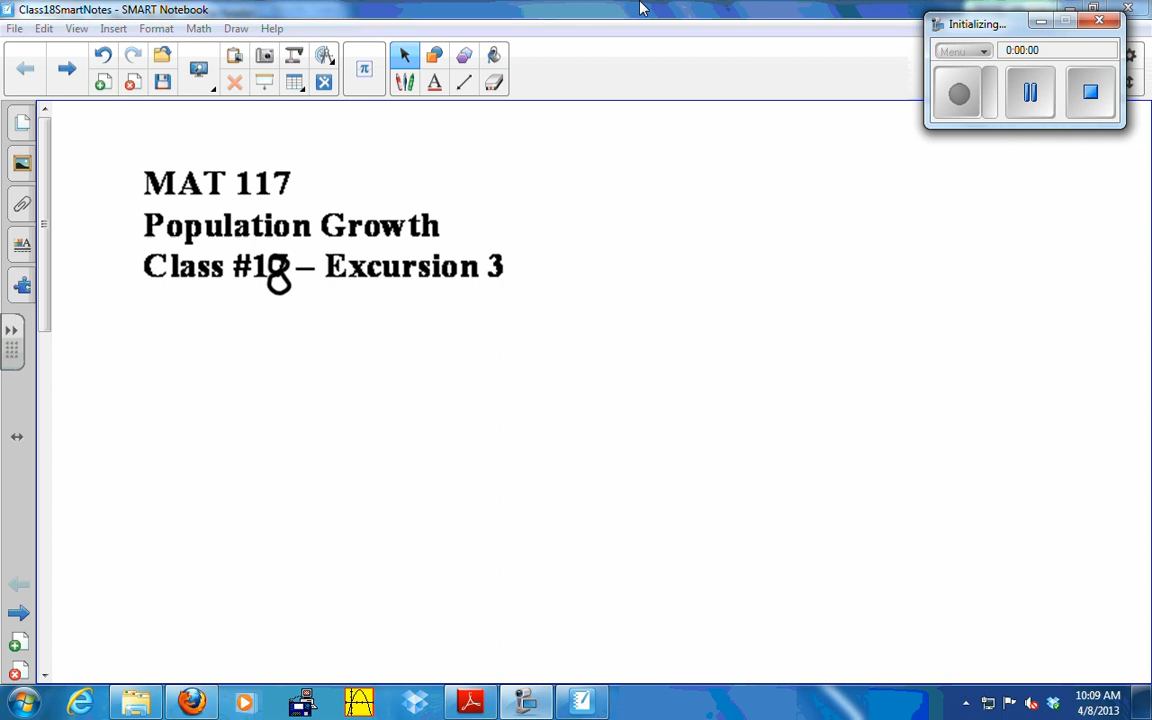 Class18SmartNotes - SMART Notebook
File Edit View Insert Format Math Draw Help
Initializing...
Menu
0:00:00
π
A
MAT 117
Population Growth
Class #18 – Excursion 3
10:09 AM
4/8/2013